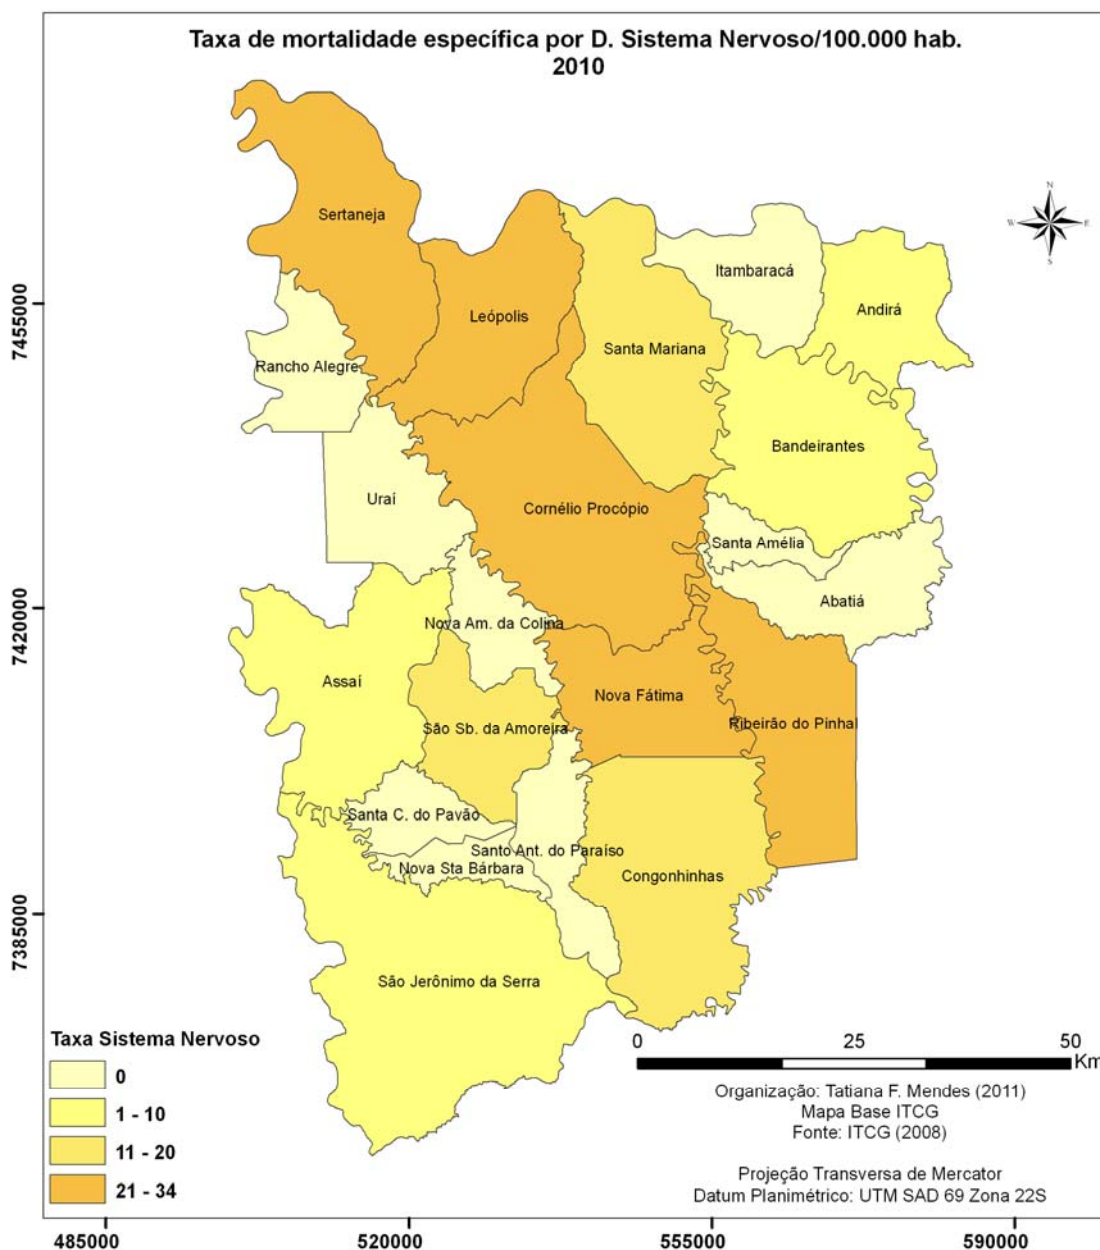 Taxa de mortalidade específica por D. Sistema Nervoso/100.000 hab.
2010
N
W
E
S
Sertaneja
Itambaracá
Leópolis
Andirá
Santa Mariana
Rancho Alegre
Bandeirantes
Uraí
Cornélio Procópio
Santa Amélia
Abatiá
Nova Am. da Colina
Assaí
Nova Fátima
São Sb. da Amoreira
Ribeirão do Pinhal
Santa C. do Pavão
Santo Ant. do Paraíso
Nova Sta Bárbara
Congonhinhas
São Jerônimo da Serra
7455000
7420000
7385000
Taxa Sistema Nervoso
0
1 - 10
11 - 20
21 - 34
0 25 50
Km
Organização: Tatiana F. Mendes (2011)
Mapa Base ITCG
Fonte: ITCG (2008)
Projeção Transversa de Mercator
Datum Planimétrico: UTM SAD 69 Zona 22S
485000 520000 555000 590000